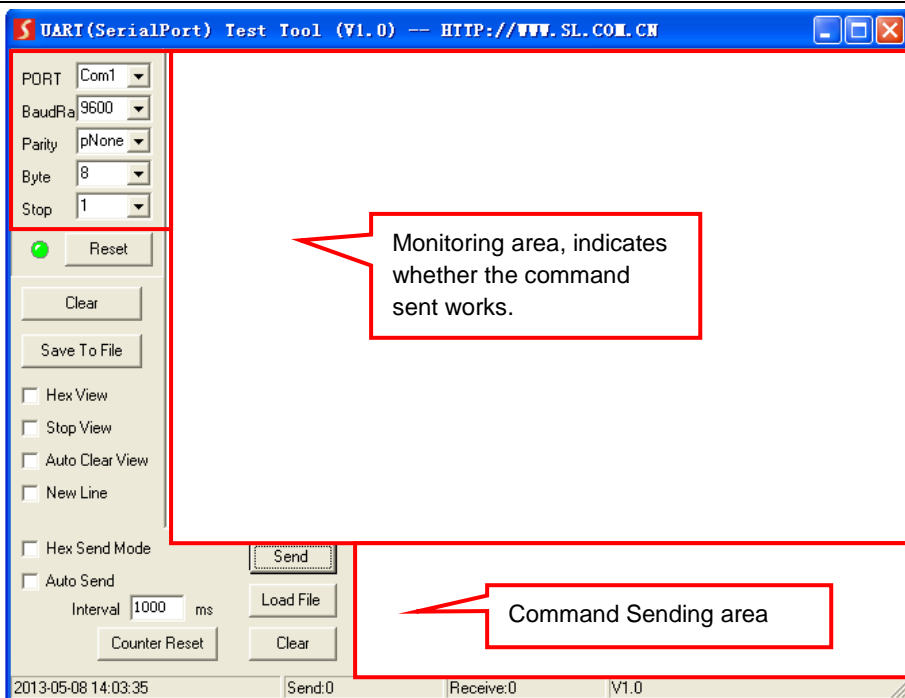 UART(SerialPort) Test Tool (V1.0) -- HTTP://WWW.SL.COM.CN
PORT Com1
BaudRa 9600
Parity pNone
Byte 8
Stop 1
Reset
Clear
Save To File
Hex View
Stop View
Auto Clear View
New Line
Monitoring area, indicates
whether the command
sent works.
Hex Send Mode
Send
Auto Send
Interval 1000 ms
Load File
Counter Reset
Clear
Command Sending area
2013-05-08 14:03:35 Send:0 Receive:0 V1.0